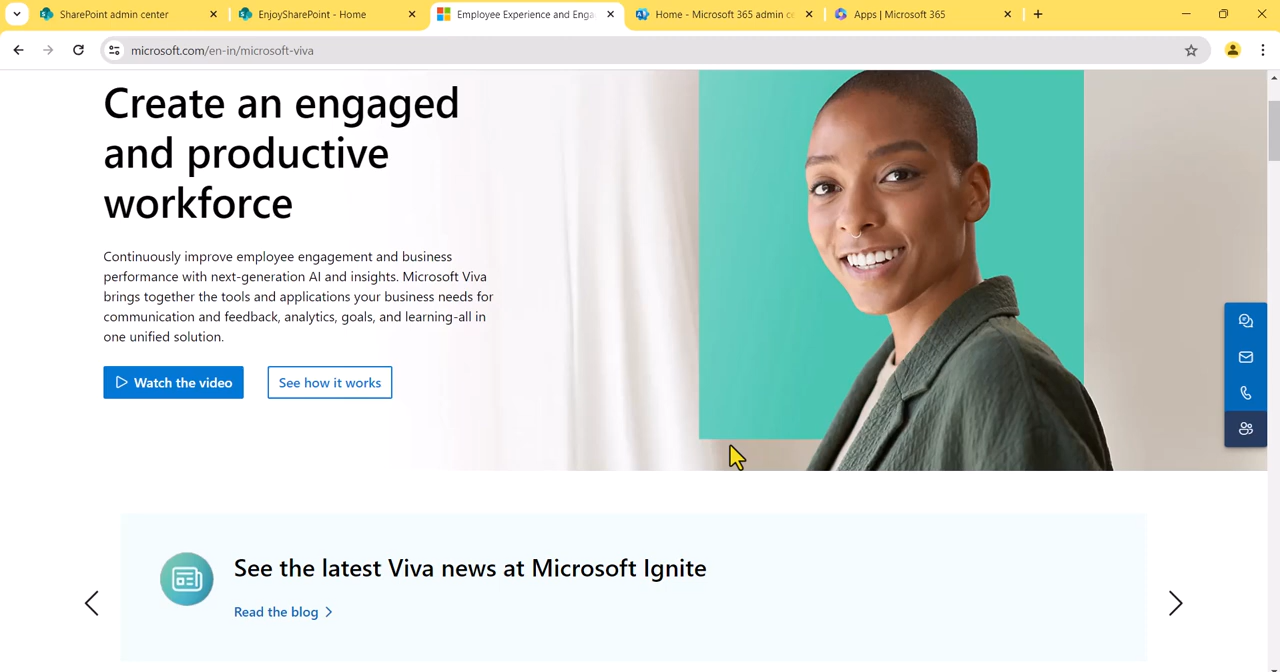 SharePoint admin center
EnjoySharePoint - Home
Employee Experience and Enga
Home - Microsoft 365 admin ce
Apps | Microsoft 365
microsoft.com/en-in/microsoft-viva
Create an engaged
and productive
workforce
Continuously improve employee engagement and business
performance with next-generation AI and insights. Microsoft Viva
brings together the tools and applications your business needs for
communication and feedback, analytics, goals, and learning-all in
one unified solution.
Watch the video
See how it works
See the latest Viva news at Microsoft Ignite
Read the blog